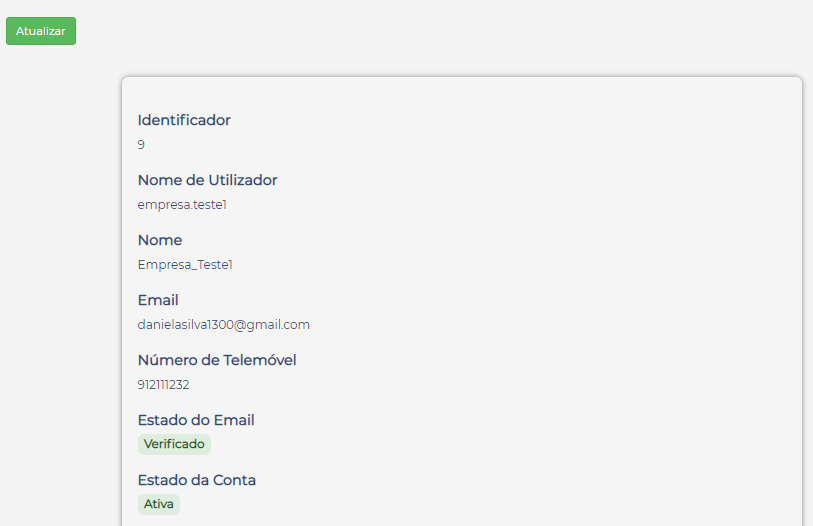 Atualizar
Identificador
9
Nome de Utilizador
empresa.teste1
Nome
Empresa_Teste1
Email
danielasilva1300@gmail.com
Número de Telemóvel
912111232
Estado do Email
Verificado
Estado da Conta
Ativa